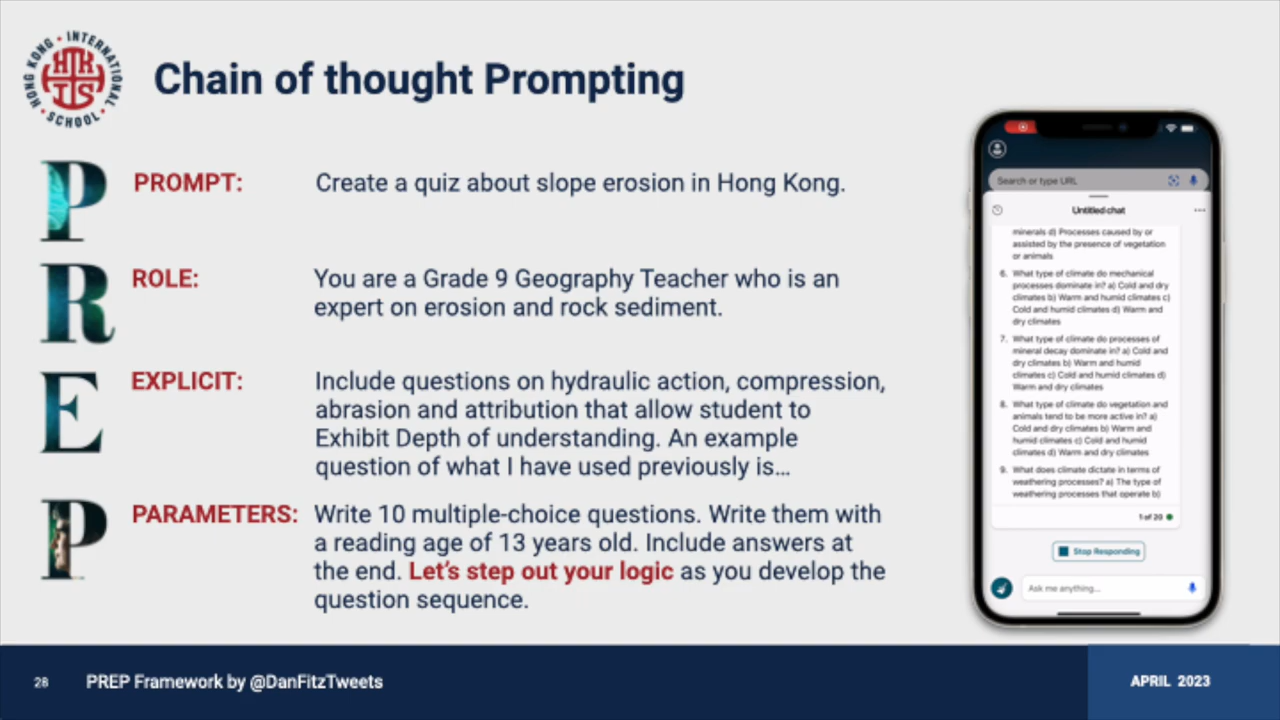 HONG KONG • INTERNATIONAL • SCHOOL •
HK
IS
Chain of thought Prompting
P
PROMPT:
Create a quiz about slope erosion in Hong Kong.
R
ROLE:
You are a Grade 9 Geography Teacher who is an
expert on erosion and rock sediment.
E
EXPLICIT:
Include questions on hydraulic action, compression,
abrasion and attribution that allow student to
Exhibit Depth of understanding. An example
question of what I have used previously is...
P
PARAMETERS:
Write 10 multiple-choice questions. Write them with
a reading age of 13 years old. Include answers at
the end. Let's step out your logic as you develop the
question sequence.
Search or type URL
Untitled chat
minerals d) Processes caused by or
assisted by the presence of vegetation
or animals
6. What type of climate do mechanical
processes dominate in? a) Cold and dry
climates b) Warm and humid climates c)
Cold and humid climates d) Warm and
dry climates
7. What type of climate do processes of
mineral decay dominate in? a) Cold and
dry climates b) Warm and humid
climates c) Cold and humid climates d)
Warm and dry climates
8. What type of climate do vegetation and
animals tend to be more active in? a)
Cold and dry climates b) Warm and
humid climates c) Cold and humid
climates d) Warm and dry climates
9. What does climate dictate in terms of
weathering processes? a) The type of
weathering processes that operate b)
1 of 20
Stop Responding
Ask me anything...
28
PREP Framework by @DanFitzTweets
APRIL 2023